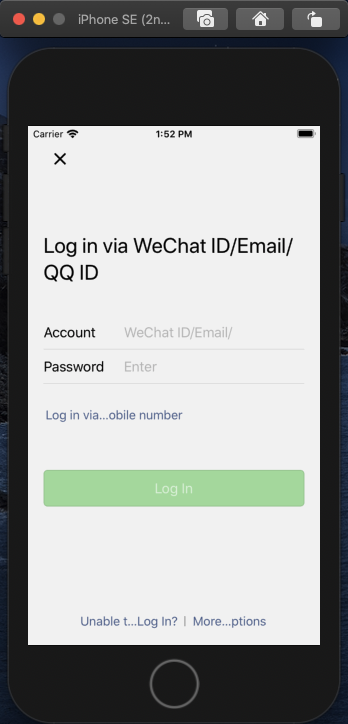 iPhone SE (2n...
Carrier 1:52 PM
Log in via WeChat ID/Email/
QQ ID
Account WeChat ID/Email/
Password Enter
Log in via...obile number
Log In
Unable t...Log In? | More...ptions